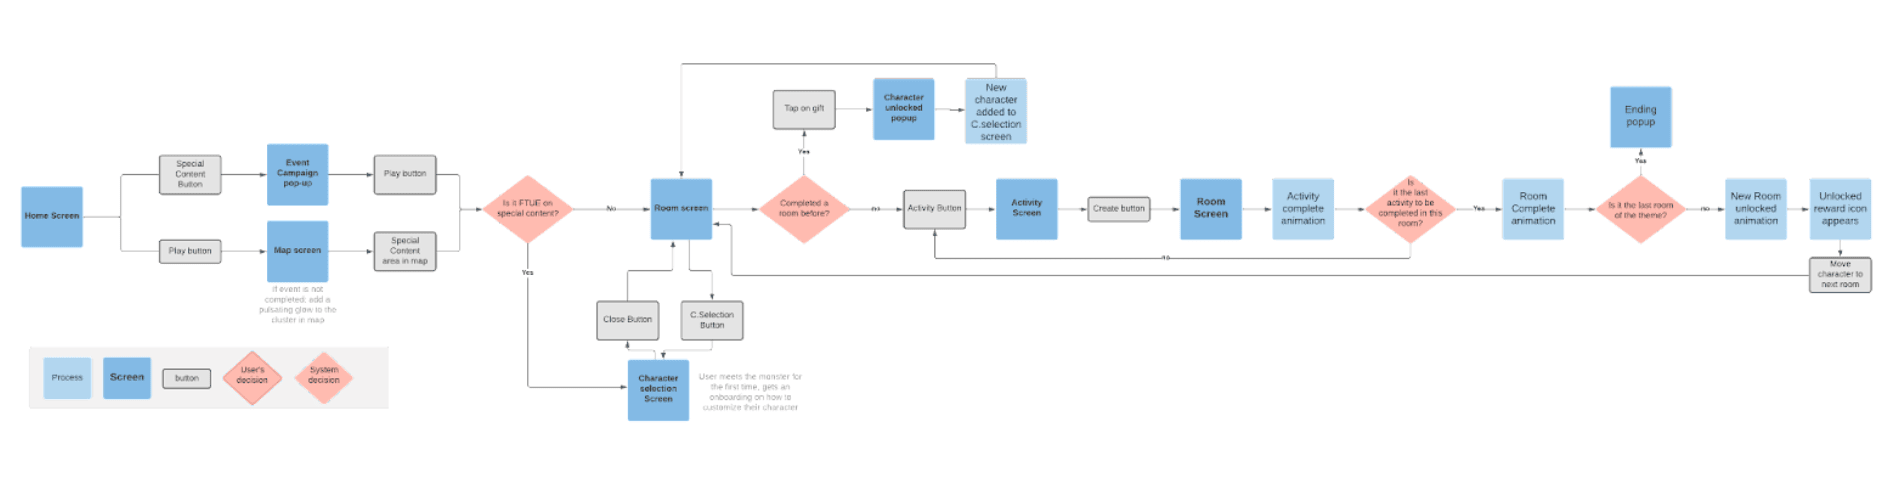 Home Screen
Special
Content
Button
Event
Campaign
pop-up
Play button
Play button
Map screen
Special
Content
area in map
If event is not
completed: add a
pulsating glow to the
cluster in map
Is it FTUE on
special content?
No
Yes
Room screen
Close Button
C.Selection
Button
Character
selection
Screen
User meets the monster for
the first time, gets an
onboarding on how to
customize their character
Completed a
room before?
Yes
Tap on gift
Character
unlocked
popup
New
character
added to
C.selection
screen
no
Activity Button
Activity
Screen
Create button
Room
Screen
Activity
complete
animation
Is
it the last
activity to be
completed in this
room?
no
Yes
Room
Complete
animation
Is it the last room
of the theme?
Yes
Ending
popup
no
New Room
unlocked
animation
Unlocked
reward icon
appears
Move
character to
next room
Process
Screen
button
User's
decision
System
decision